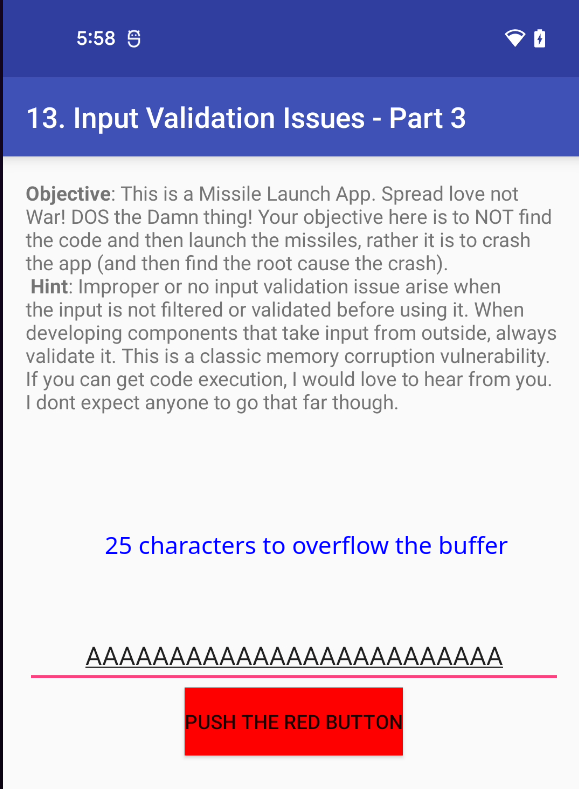 5:58
13. Input Validation Issues - Part 3
Objective: This is a Missile Launch App. Spread love not
War! DOS the Damn thing! Your objective here is to NOT find
the code and then launch the missiles, rather it is to crash
the app (and then find the root cause the crash).
Hint: Improper or no input validation issue arise when
the input is not filtered or validated before using it. When
developing components that take input from outside, always
validate it. This is a classic memory corruption vulnerability.
If you can get code execution, I would love to hear from you.
I dont expect anyone to go that far though.
25 characters to overflow the buffer
AAAAAAAAAAAAAAAAAAAAAAAAA
PUSH THE RED BUTTON